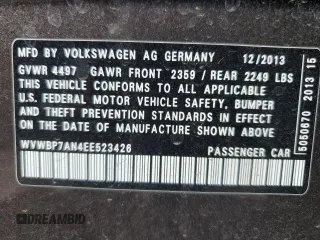 MFD BY VOLKSWAGEN AG GERMANY 12/2013
GVWR 4497 GAWR FRONT 2359 / REAR 2249 LBS
THIS VEHICLE CONFORMS TO ALL APPLICABLE
U.S. FEDERAL MOTOR VEHICLE SAFETY, BUMPER
AND THEFT PREVENTION STANDARDS IN EFFECT
ON THE DATE OF MANUFACTURE SHOWN ABOVE.
WVWBP7AN4EE523426 PASSENGER CAR
5050870 2013 15
© DREAMBID